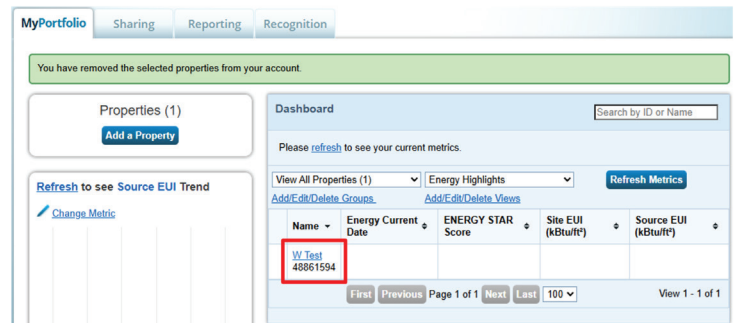 MyPortfolio
Sharing
Reporting
Recognition
You have removed the selected properties from your account.
Properties (1)
Add a Property
Refresh to see Source EUI Trend
Change Metric
Dashboard
Search by ID or Name
Please refresh to see your current metrics.
View All Properties (1)
Energy Highlights
Refresh Metrics
Add/Edit/Delete Groups
Add/Edit/Delete Views
Name
Energy Current Date
ENERGY STAR Score
Site EUI (kBtu/ft²)
Source EUI (kBtu/ft²)
W Test
48861594
First Previous Page 1 of 1 Next Last 100
View 1 - 1 of 1